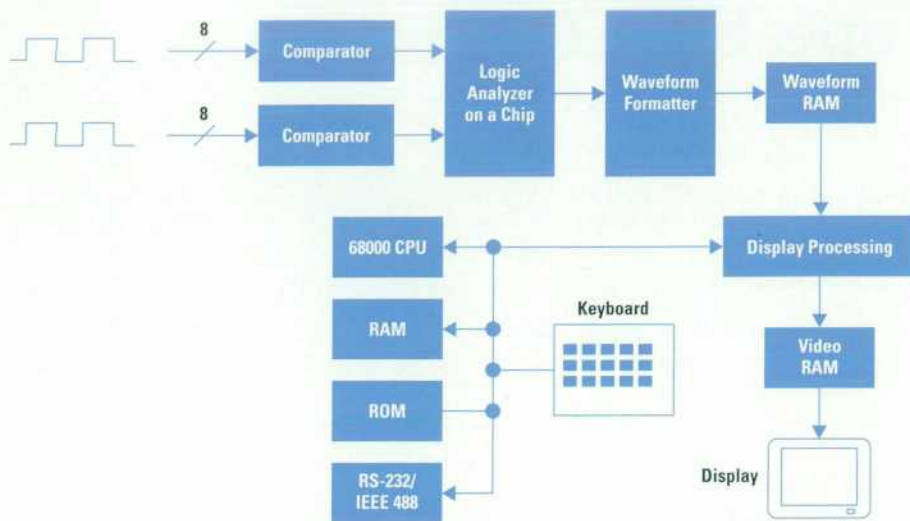 8
Comparator
8
Comparator
Logic
Analyzer
on a Chip
Waveform
Formatter
Waveform
RAM
68000 CPU
Display Processing
RAM
Keyboard
Video
RAM
ROM
RS-232/
IEEE 488
Display